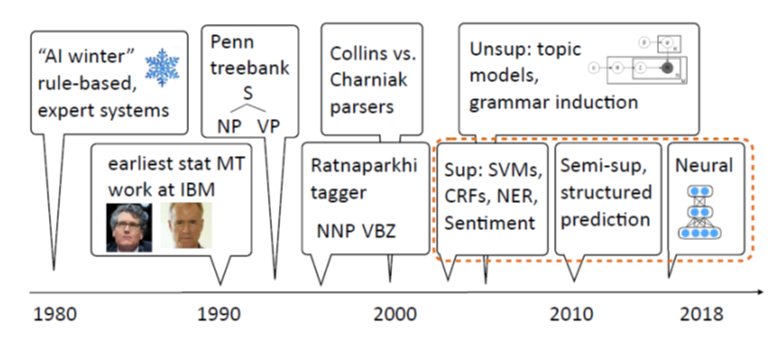 “AI winter”
rule-based,
expert systems
Penn
treebank
S
NP VP
Collins vs.
Charniak
parsers
Unsup: topic
models,
grammar induction
earliest stat MT
work at IBM
Ratnaparkhi
tagger
NNP VBZ
Sup: SVMs,
CRFs, NER,
Sentiment
Semi-sup,
structured
prediction
Neural
1980 1990 2000 2010 2018